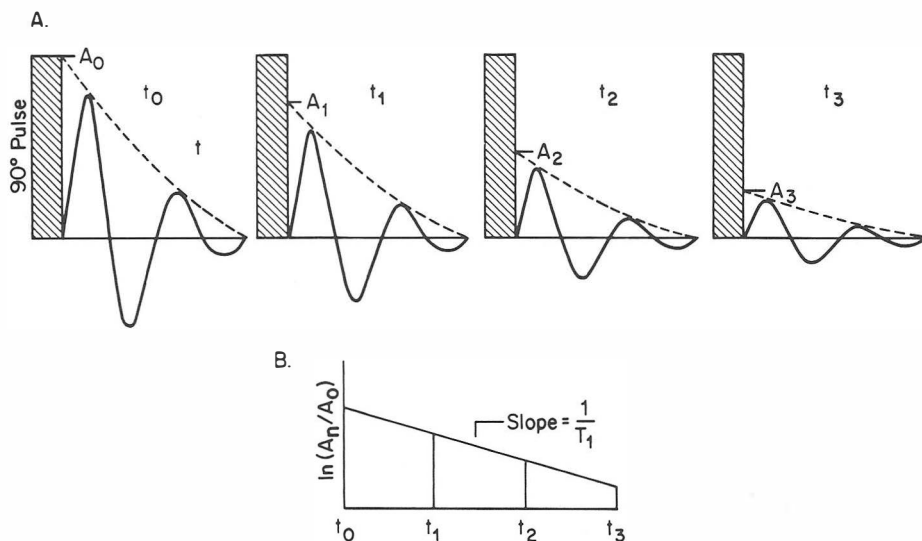 A.
90° Pulse
A₀
t₀
t
A₁
t₁
A₂
t₂
A₃
t₃
B.
ln (Aₙ/A₀)
Slope = 1/T₁
t₀ t₁ t₂ t₃